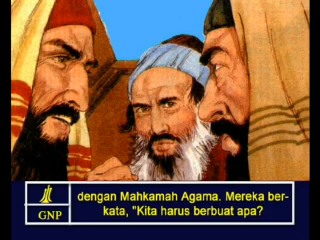 dengan Mahkamah Agama. Mereka ber-
kata, "Kita harus berbuat apa?
GNP